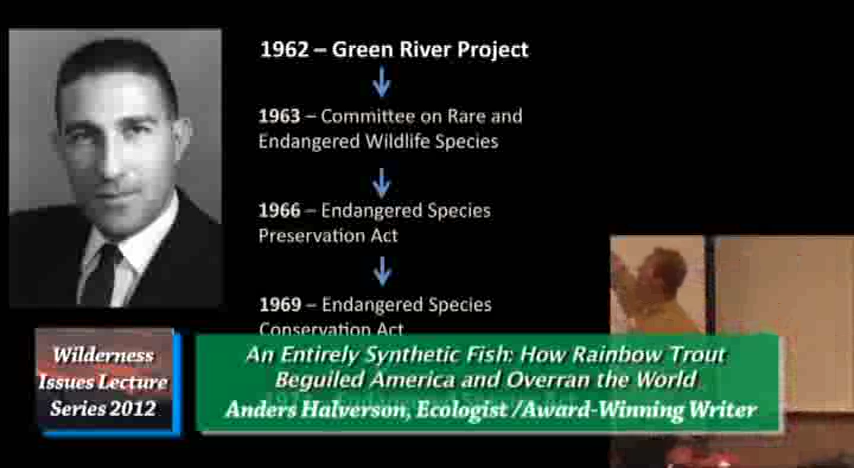 1962 – Green River Project
1963 – Committee on Rare and
Endangered Wildlife Species
1966 – Endangered Species
Preservation Act
1969 – Endangered Species
Conservation Act
Wilderness
Issues Lecture
Series 2012
An Entirely Synthetic Fish: How Rainbow Trout
Beguiled America and Overran the World
Anders Halverson, Ecologist /Award-Winning Writer